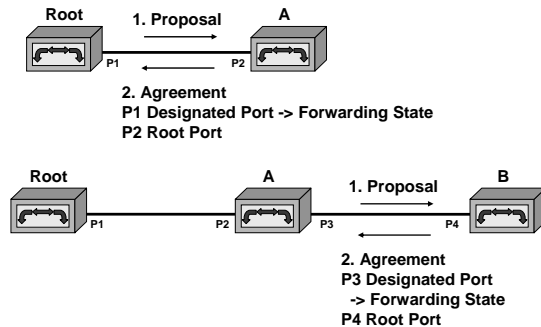 Root
1. Proposal
A
P1
P2
2. Agreement
P1 Designated Port -> Forwarding State
P2 Root Port
Root
A
B
1. Proposal
P1
P2
P3
P4
2. Agreement
P3 Designated Port
-> Forwarding State
P4 Root Port